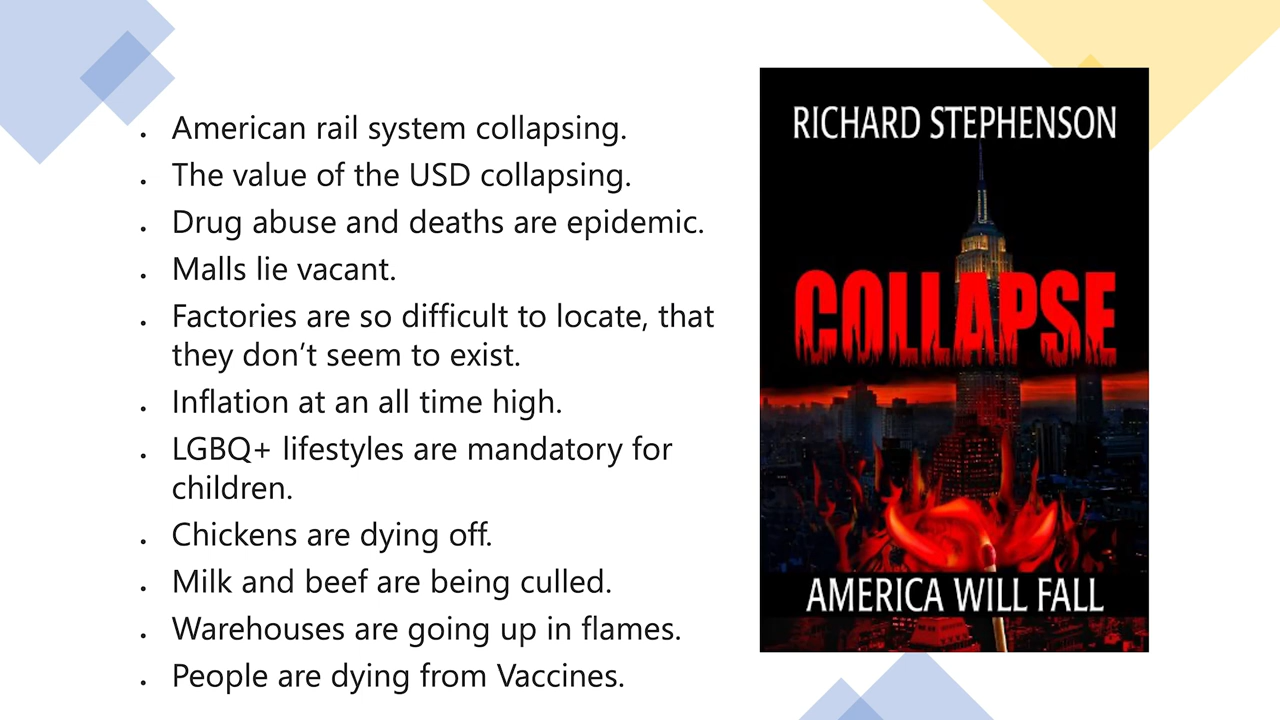 American rail system collapsing.
The value of the USD collapsing.
Drug abuse and deaths are epidemic.
Malls lie vacant.
Factories are so difficult to locate, that
they don’t seem to exist.
Inflation at an all time high.
LGBQ+ lifestyles are mandatory for
children.
Chickens are dying off.
Milk and beef are being culled.
Warehouses are going up in flames.
People are dying from Vaccines.
RICHARD STEPHENSON
COLLAPSE
AMERICA WILL FALL